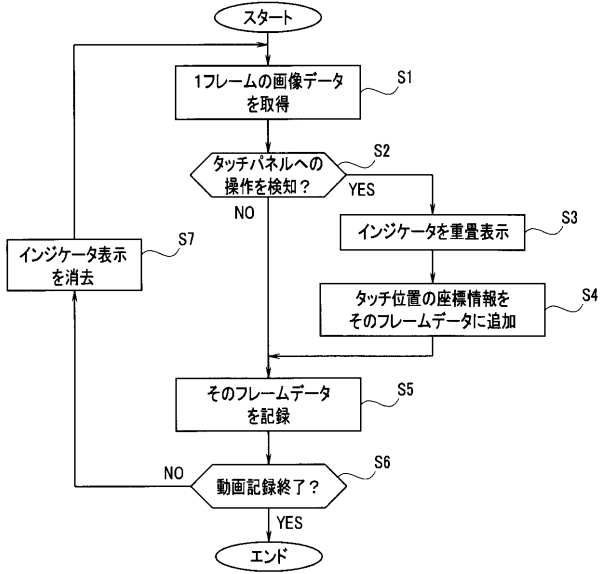 スタート
1フレームの画像データ
を取得
S1
タッチパネルへの
操作を検知?
S2
YES
NO
インジケータを重畳表示
S3
タッチ位置の座標情報を
そのフレームデータに追加
S4
インジケータ表示
を消去
S7
そのフレームデータ
を記録
S5
動画記録終了?
S6
NO
YES
エンド